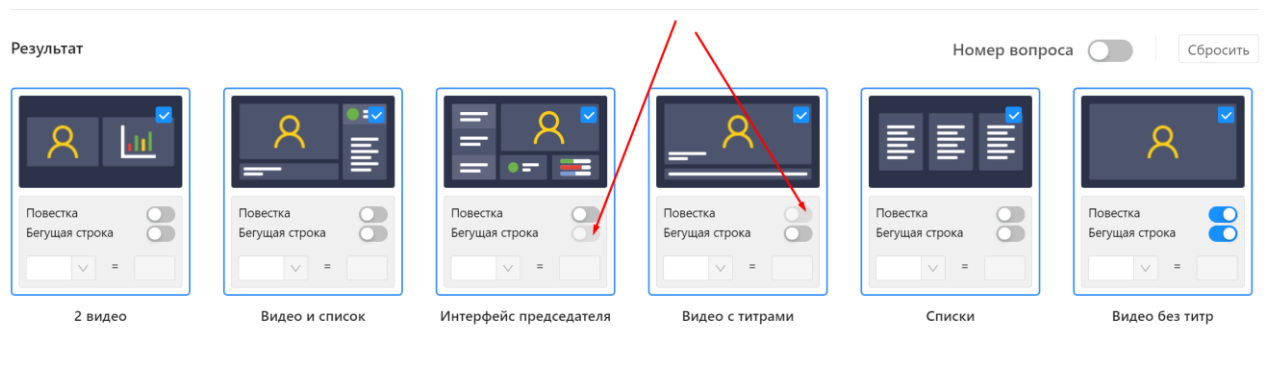 Результат
Номер вопроса
Сбросить
Повестка
Бегущая строка
=
2 видео
Повестка
Бегущая строка
=
Видео и список
Повестка
Бегущая строка
=
Интерфейс председателя
Повестка
Бегущая строка
=
Видео с титрами
Повестка
Бегущая строка
=
Списки
Повестка
Бегущая строка
=
Видео без титр